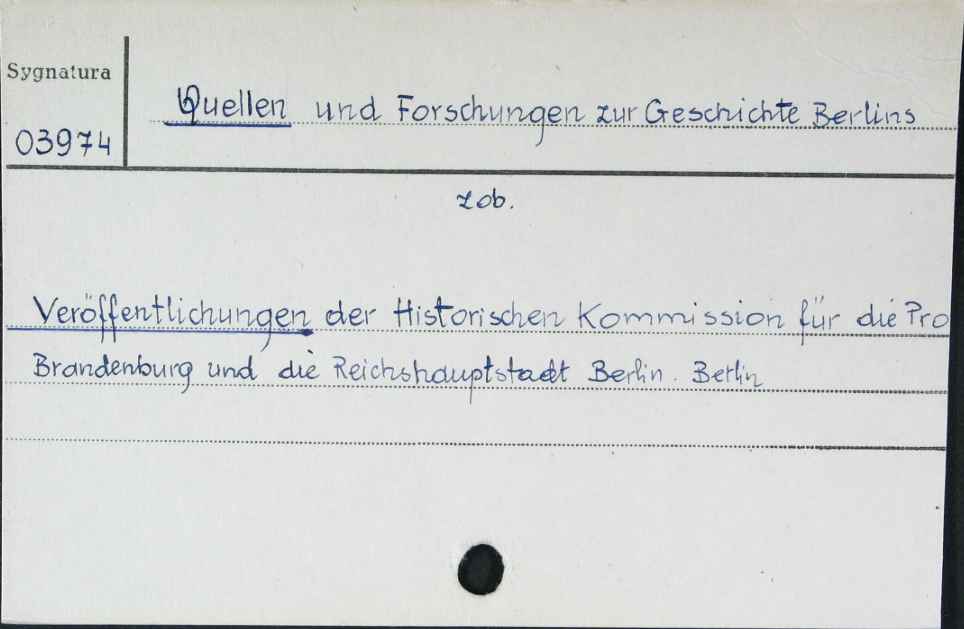 Sygnatura
Quellen und Forschungen zur Geschichte Berlins
03974
zob.
Veröffentlichungen der Historischen Kommission für die Pro
Brandenburg und die Reichshauptstadt Berlin. Berlin